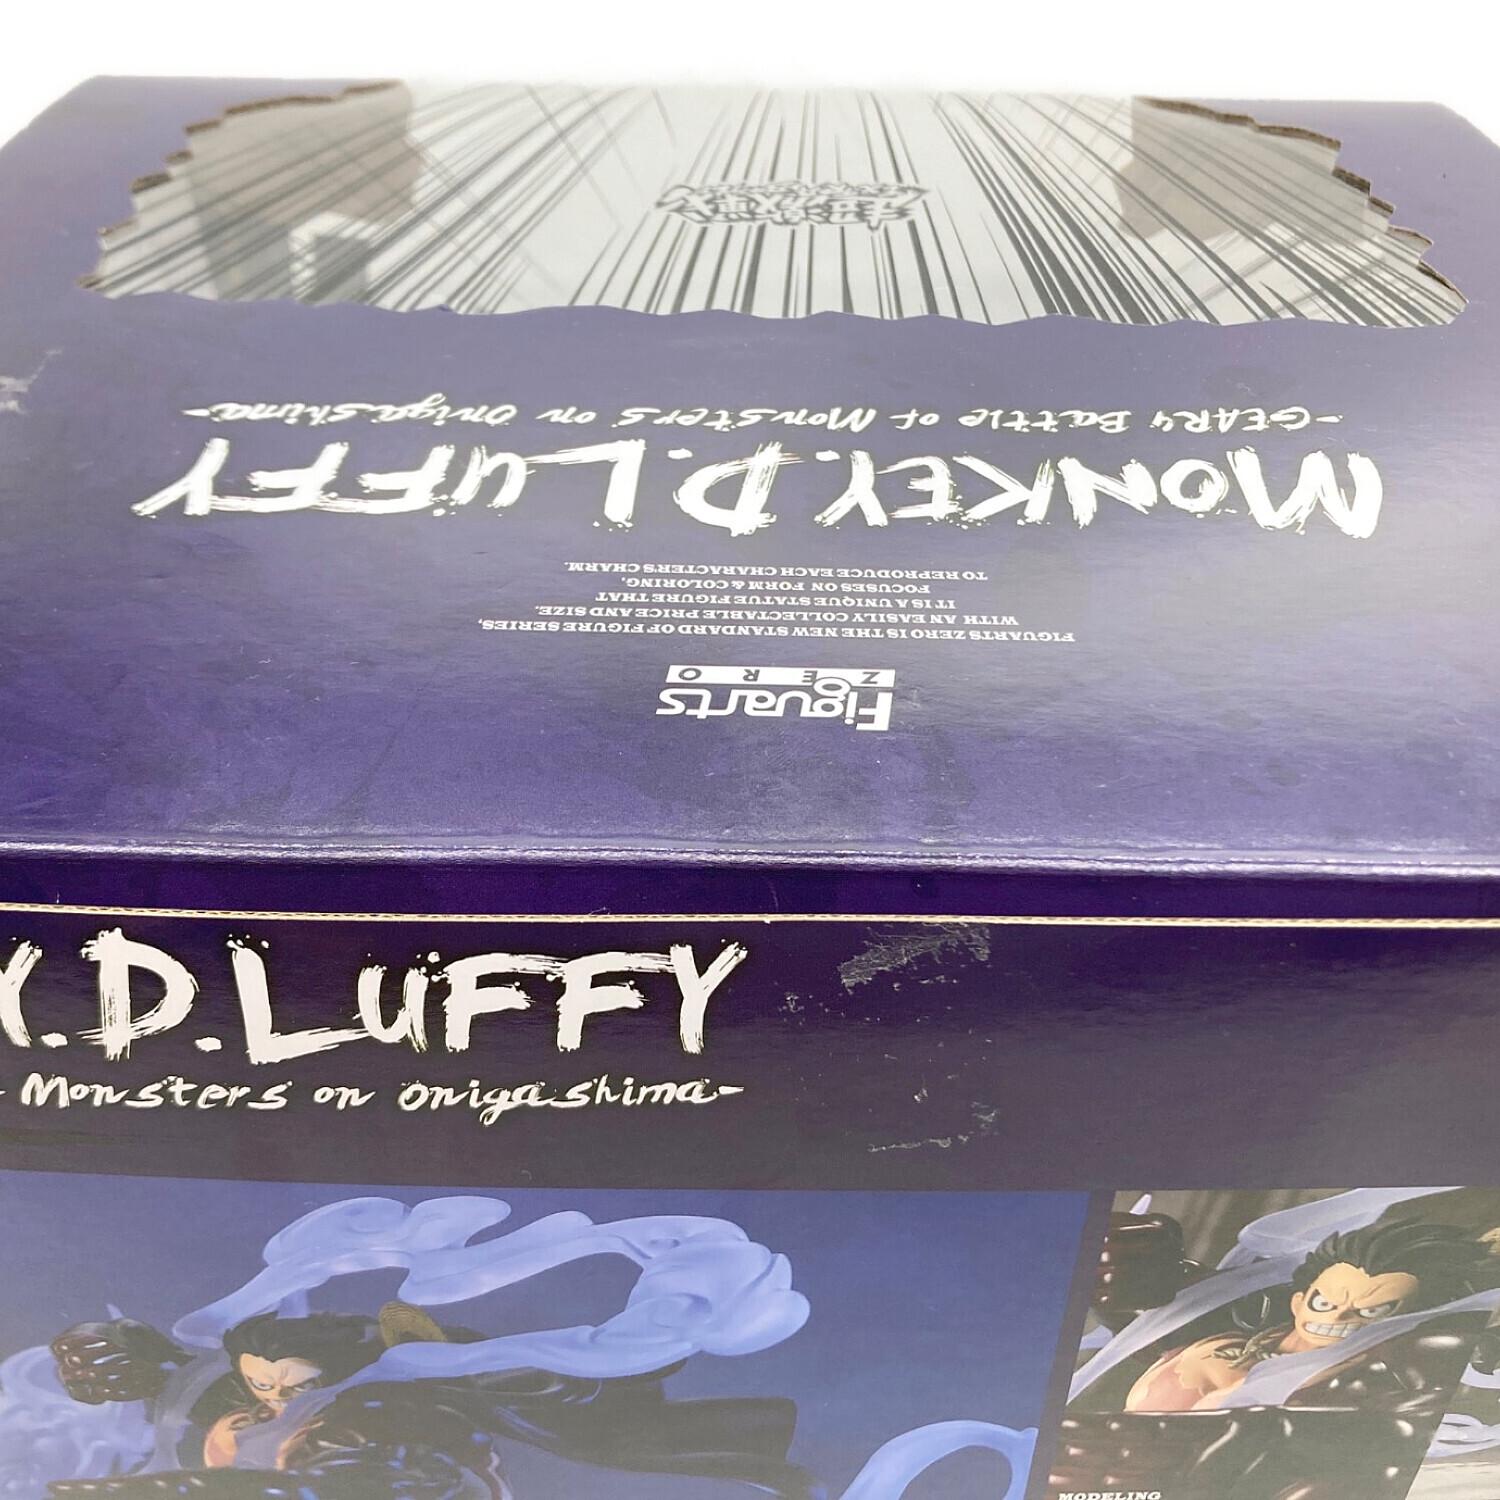 -GEAR4 Battle of Monsters on Onigashima-
MONKEY.D.LUFFY
TO REPRODUCE EACH CHARACTER'S CHARM.
FOCUSES ON FORM & COLORING,
IT IS A UNIQUE STATUE FIGURE THAT
WITH AN EASILY COLLECTABLE PRICE AND SIZE.
FIGUARTS ZERO IS THE NEW STANDARD OF FIGURE SERIES,
ZERO
Figuarts
Y.D.LUFFY
Monsters on Onigashima-
MODELING